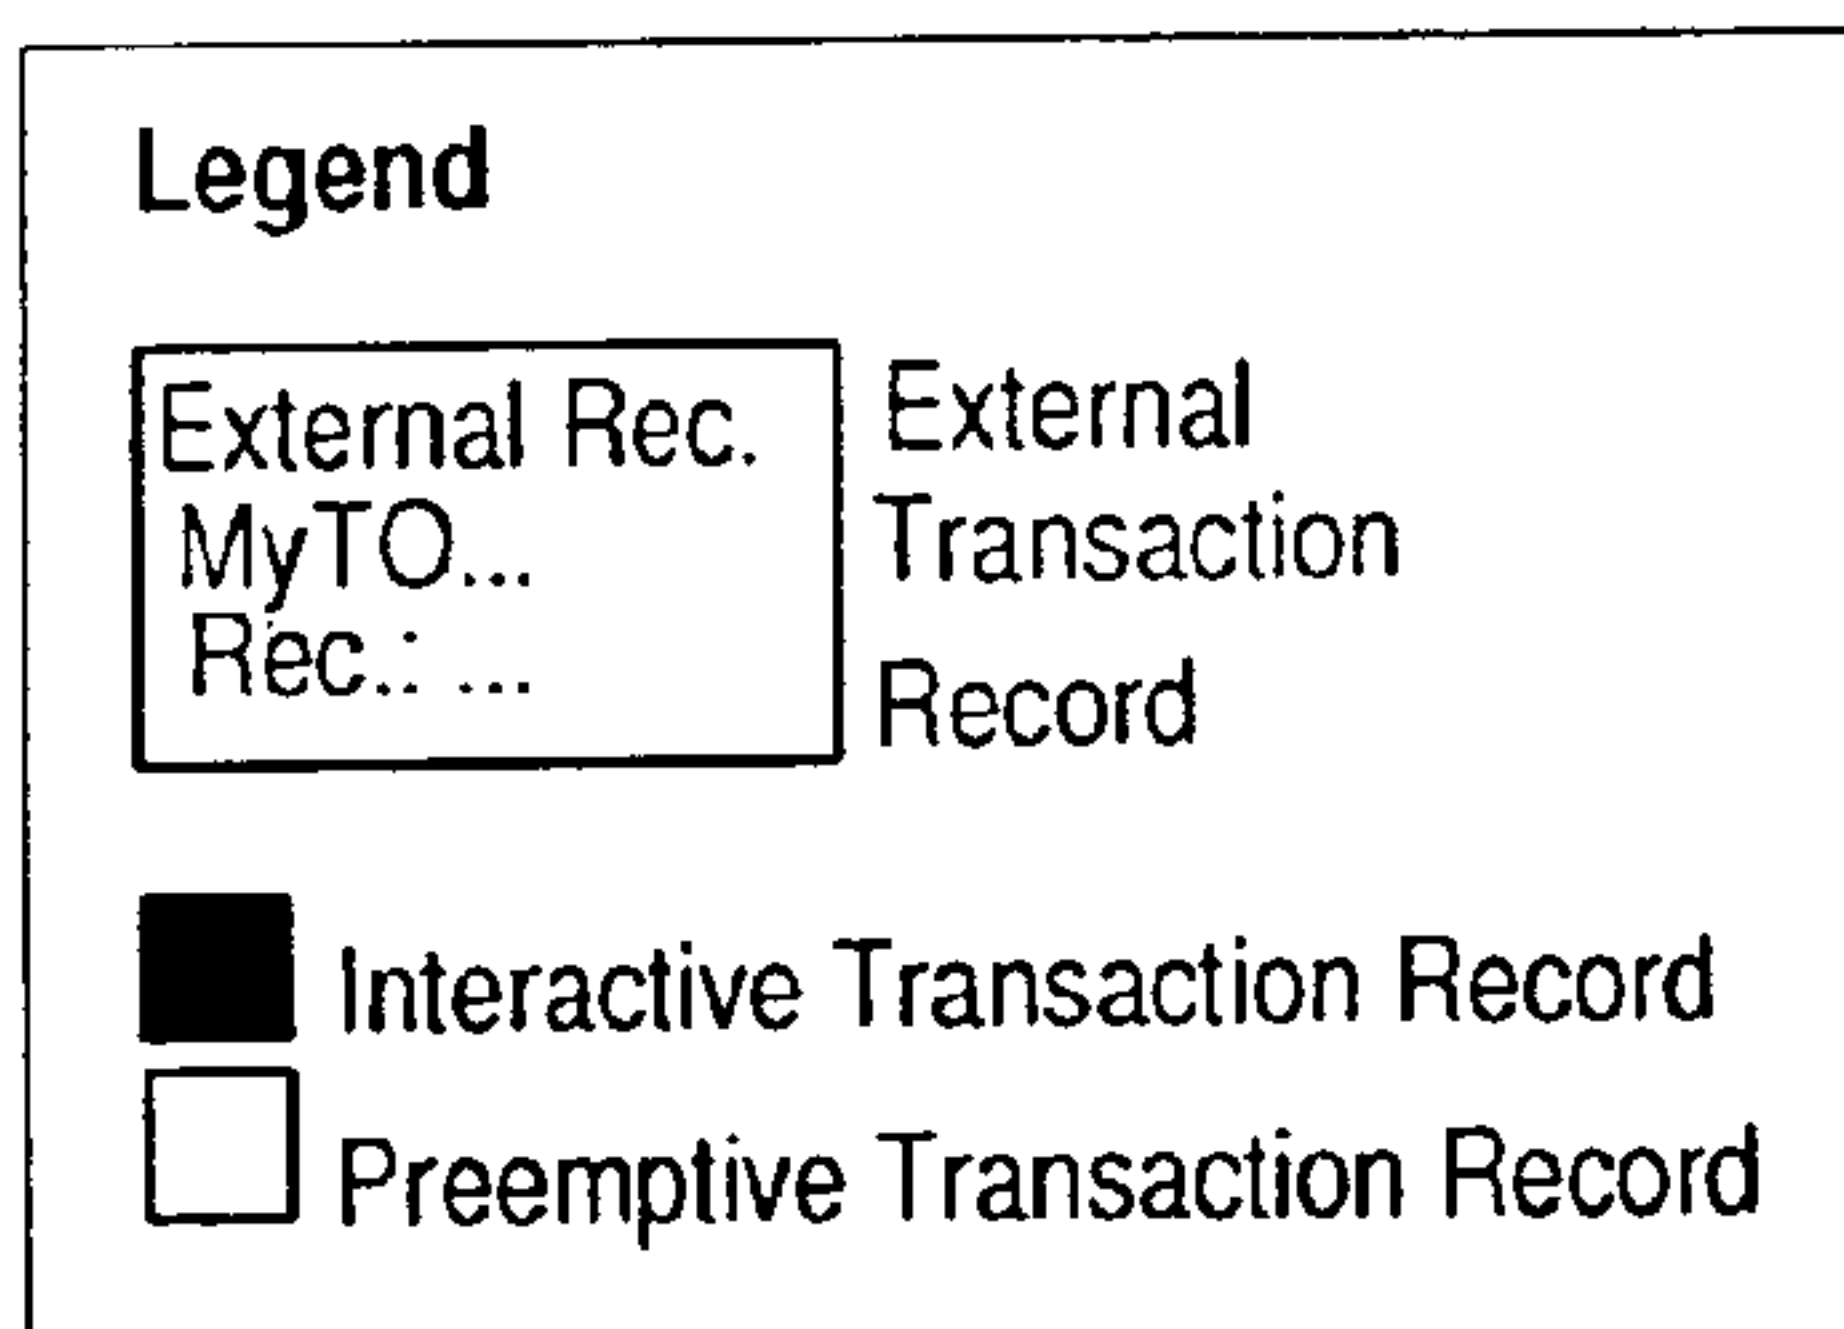 Legend
External Rec.
MyTO...
Rec.: ...
External
Transaction
Record
Interactive Transaction Record
Preemptive Transaction Record